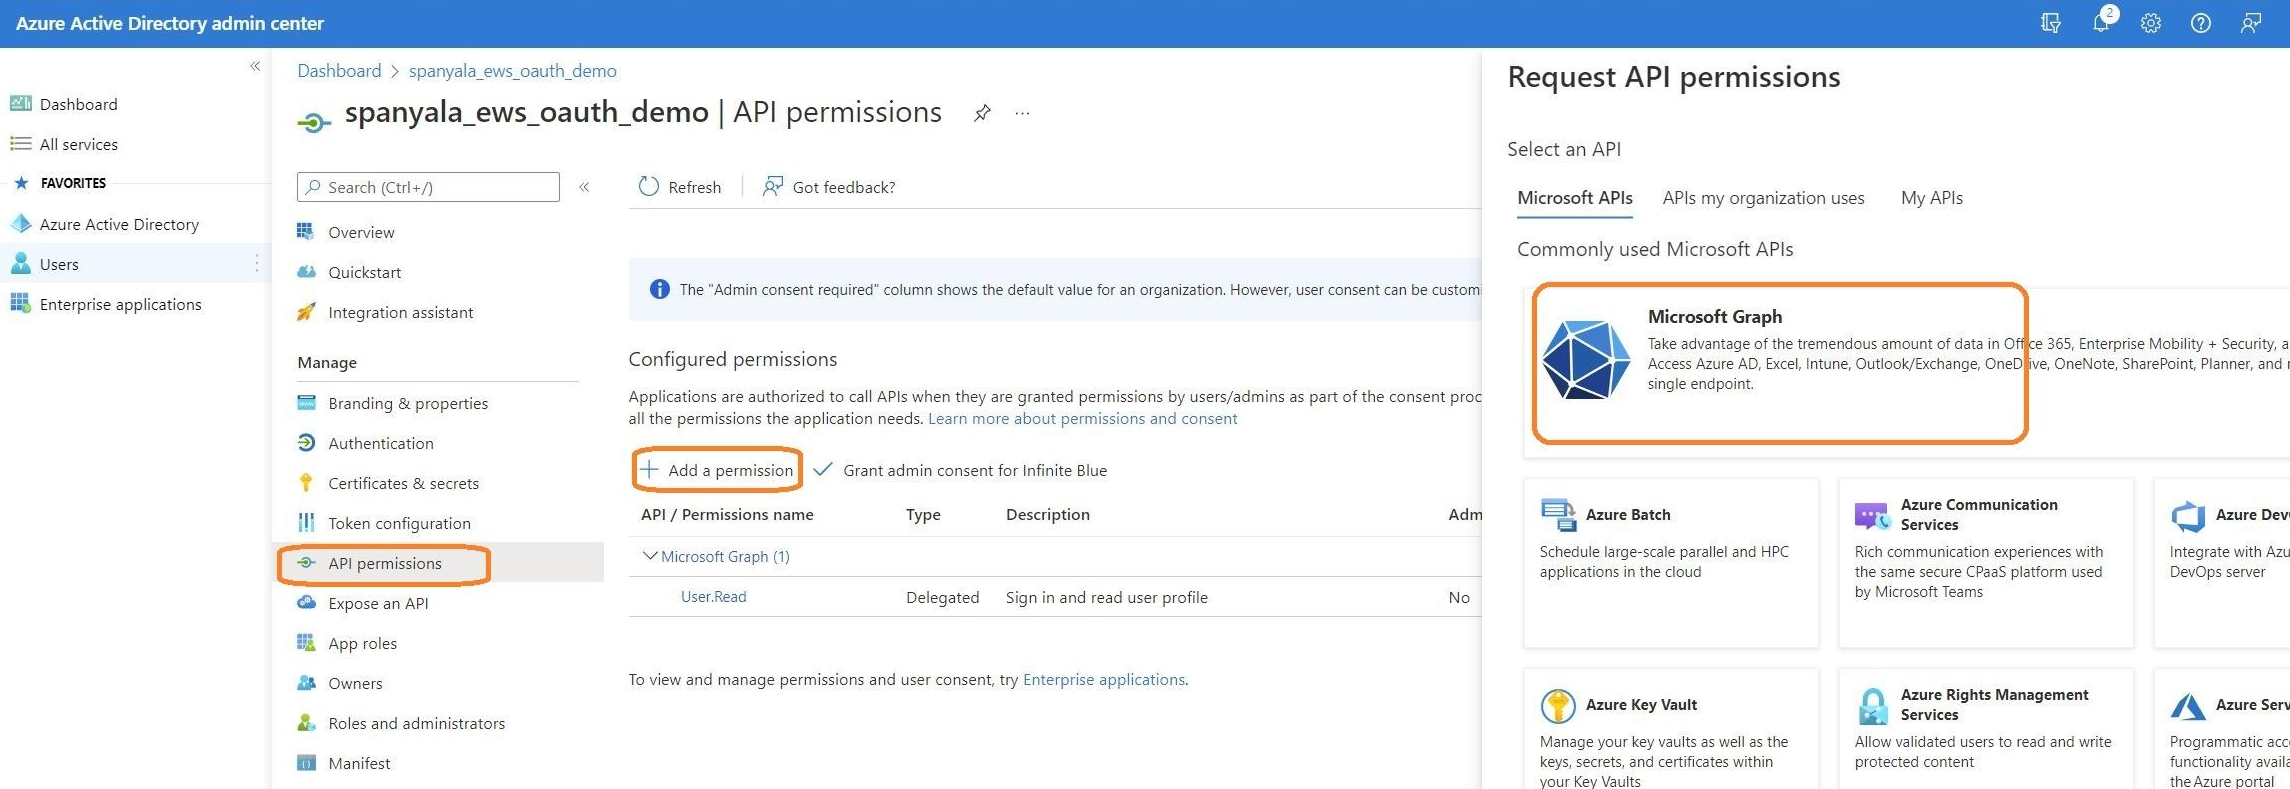 Azure Active Directory admin center
2
Dashboard
All services
FAVORITES
Azure Active Directory
Users
Enterprise applications
Dashboard > spanyala_ews_oauth_demo
spanyala_ews_oauth_demo | API permissions
Search (Ctrl+/)
Overview
Quickstart
Integration assistant
Manage
Branding & properties
Authentication
Certificates & secrets
Token configuration
API permissions
Expose an API
App roles
Owners
Roles and administrators
Manifest
Refresh
Got feedback?
The "Admin consent required" column shows the default value for an organization. However, user consent can be customi
Configured permissions
Applications are authorized to call APIs when they are granted permissions by users/admins as part of the consent proc
all the permissions the application needs. Learn more about permissions and consent
Add a permission
Grant admin consent for Infinite Blue
API / Permissions name Type Description Adm
Microsoft Graph (1)
User.Read Delegated Sign in and read user profile No
To view and manage permissions and user consent, try Enterprise applications.
Request API permissions
Select an API
Microsoft APIs APIs my organization uses My APIs
Commonly used Microsoft APIs
Microsoft Graph
Take advantage of the tremendous amount of data in Office 365, Enterprise Mobility + Security, a
Access Azure AD, Excel, Intune, Outlook/Exchange, OneDrive, OneNote, SharePoint, Planner, and
single endpoint.
Azure Batch
Schedule large-scale parallel and HPC
applications in the cloud
Azure Communication
Services
Rich communication experiences with
the same secure CPaaS platform used
by Microsoft Teams
Azure Dev
Integrate with Azu
DevOps server
Azure Key Vault
Manage your key vaults as well as the
keys, secrets, and certificates within
your Key Vaults
Azure Rights Management
Services
Allow validated users to read and write
protected content
Azure Serv
Programmatic acc
functionality availa
the Azure portal